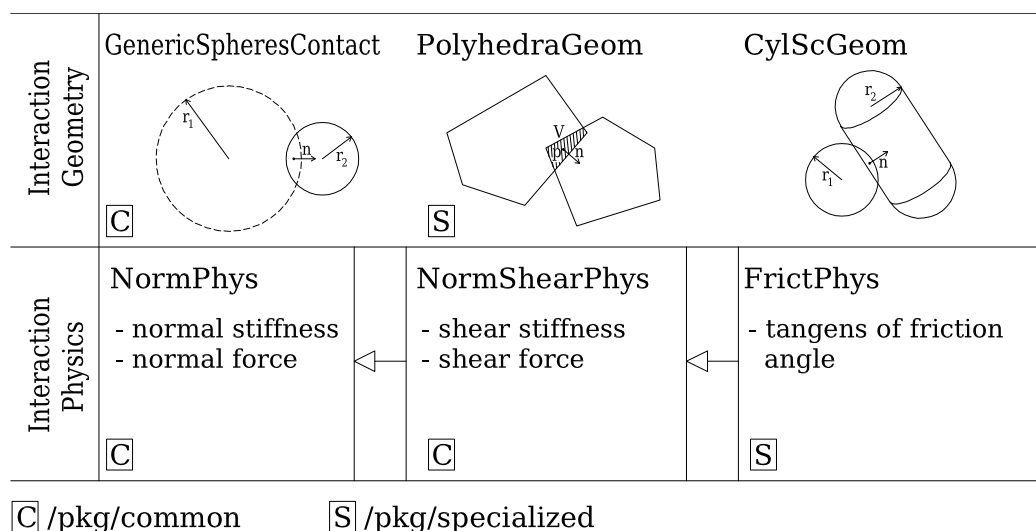 Interaction
Geometry
GenericSpheresContact
r1
n
r2
C
PolyhedraGeom
V
p n
S
CylScGeom
r2
n
r1
Interaction
Physics
NormPhys
- normal stiffness
- normal force
C
NormShearPhys
- shear stiffness
- shear force
C
FrictPhys
- tangens of friction
angle
S
C /pkg/common
S /pkg/specialized